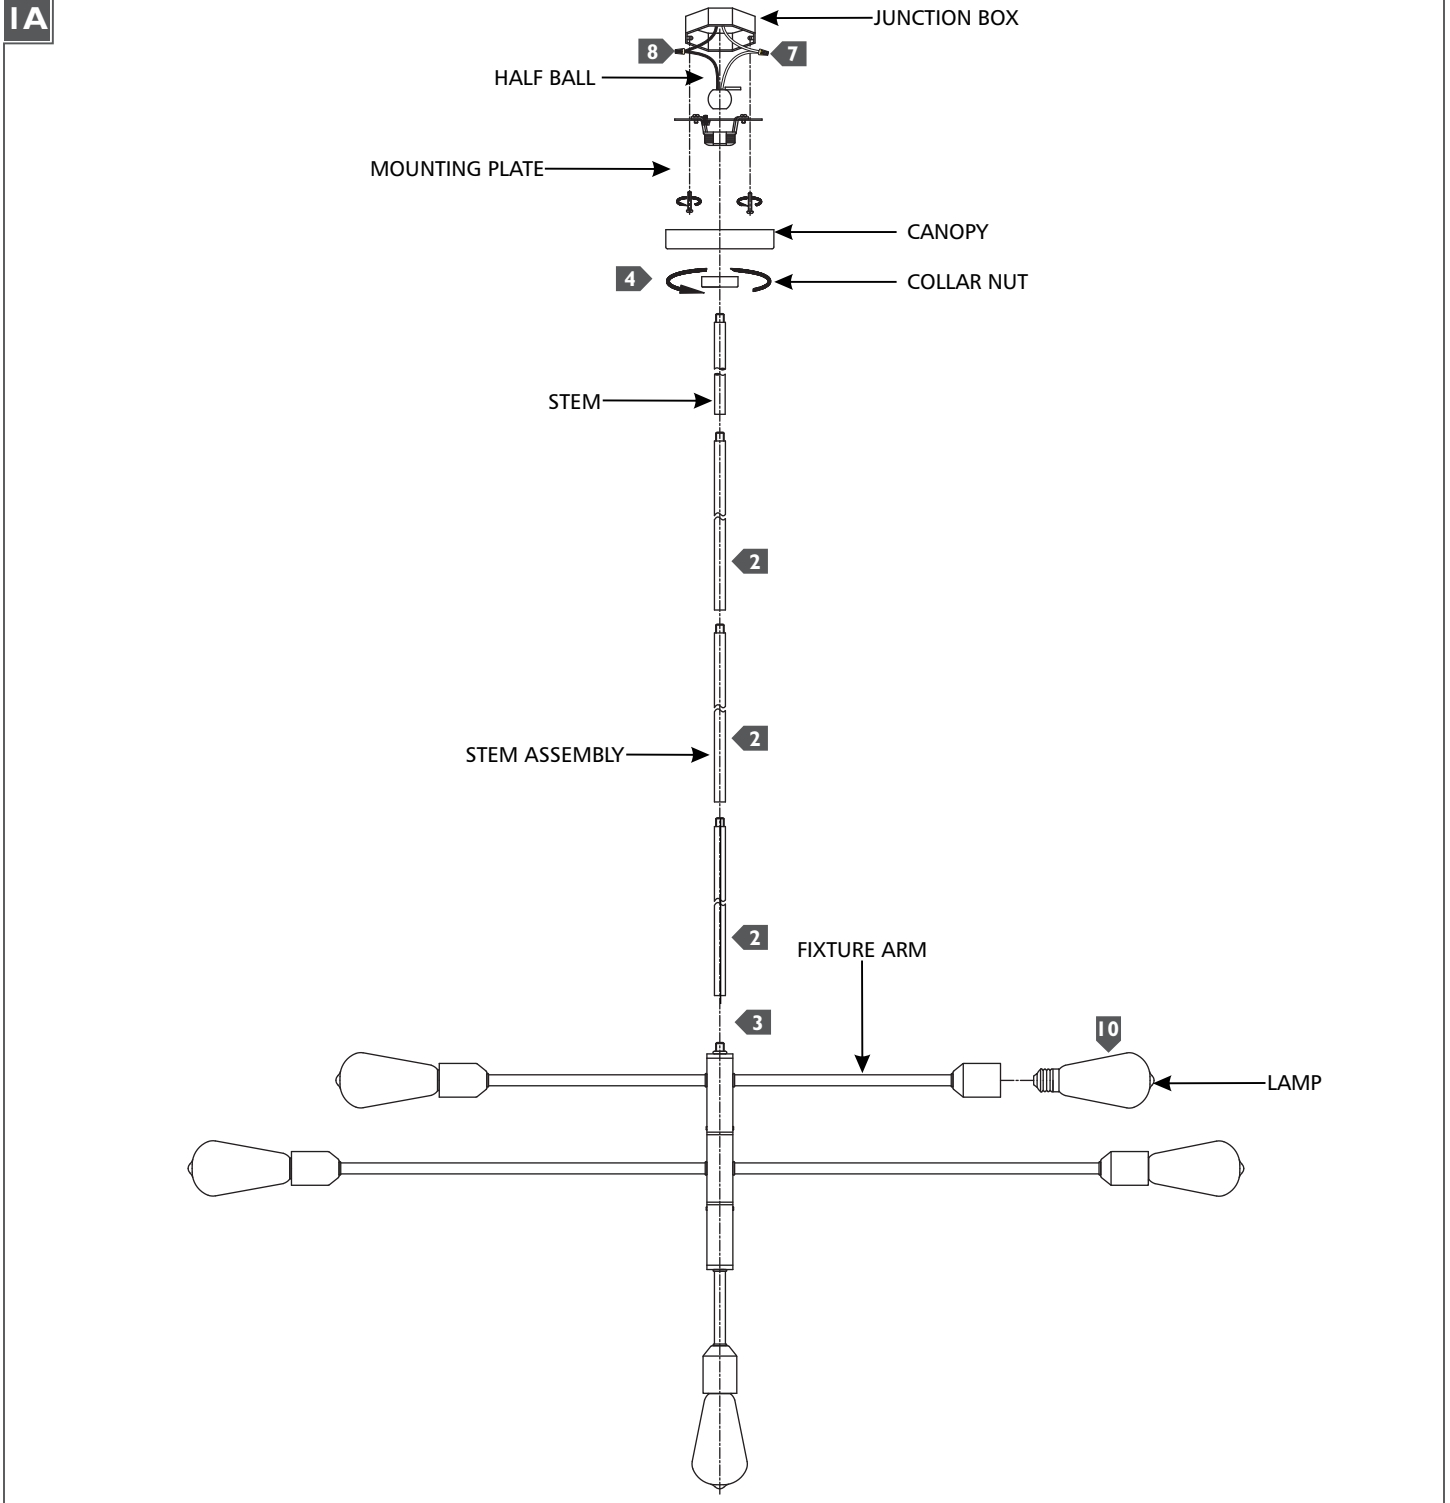 1A
JUNCTION BOX
8
7
HALF BALL
MOUNTING PLATE
CANOPY
4
COLLAR NUT
STEM
2
2
STEM ASSEMBLY
2
FIXTURE ARM
3
10
LAMP